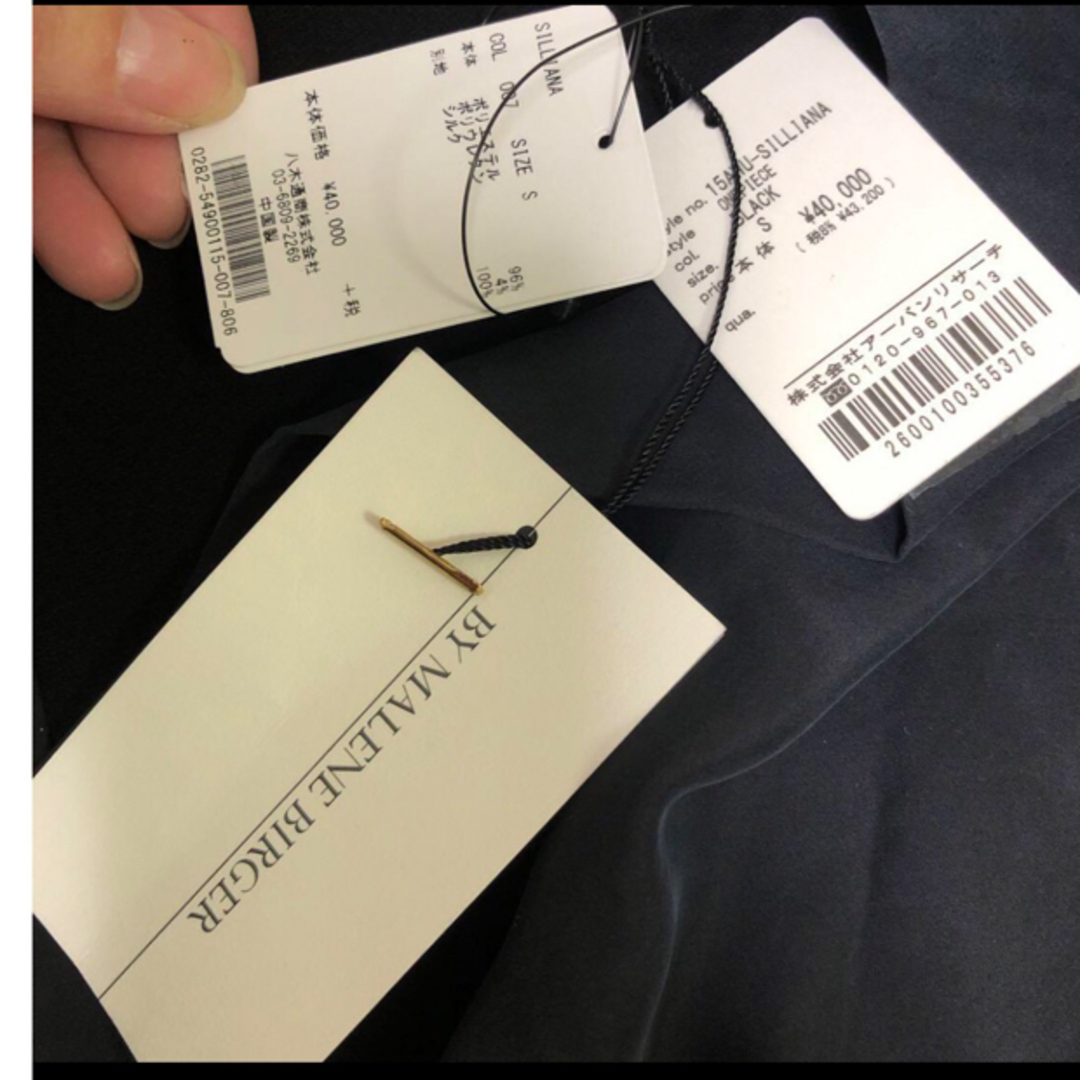 SILLIANA
COL 007 SIZE S
本体 ポリエステル 96%
ポリウレタン 4%
別地 シルク 100%
本体価格 ¥40,000 +税
八木通商株式会社
03-6809-2269
中国製
0282-54900115-007-806
style no. 15AMU-SILLIANA
style ONEPIECE
col. BLACK
size. S
price 本体 ¥40,000
( 税8% ¥43,200 )
qua.
株式会社アーバンリサーチ
0120-967-013
2600100355376
BY MALENE BIRGER